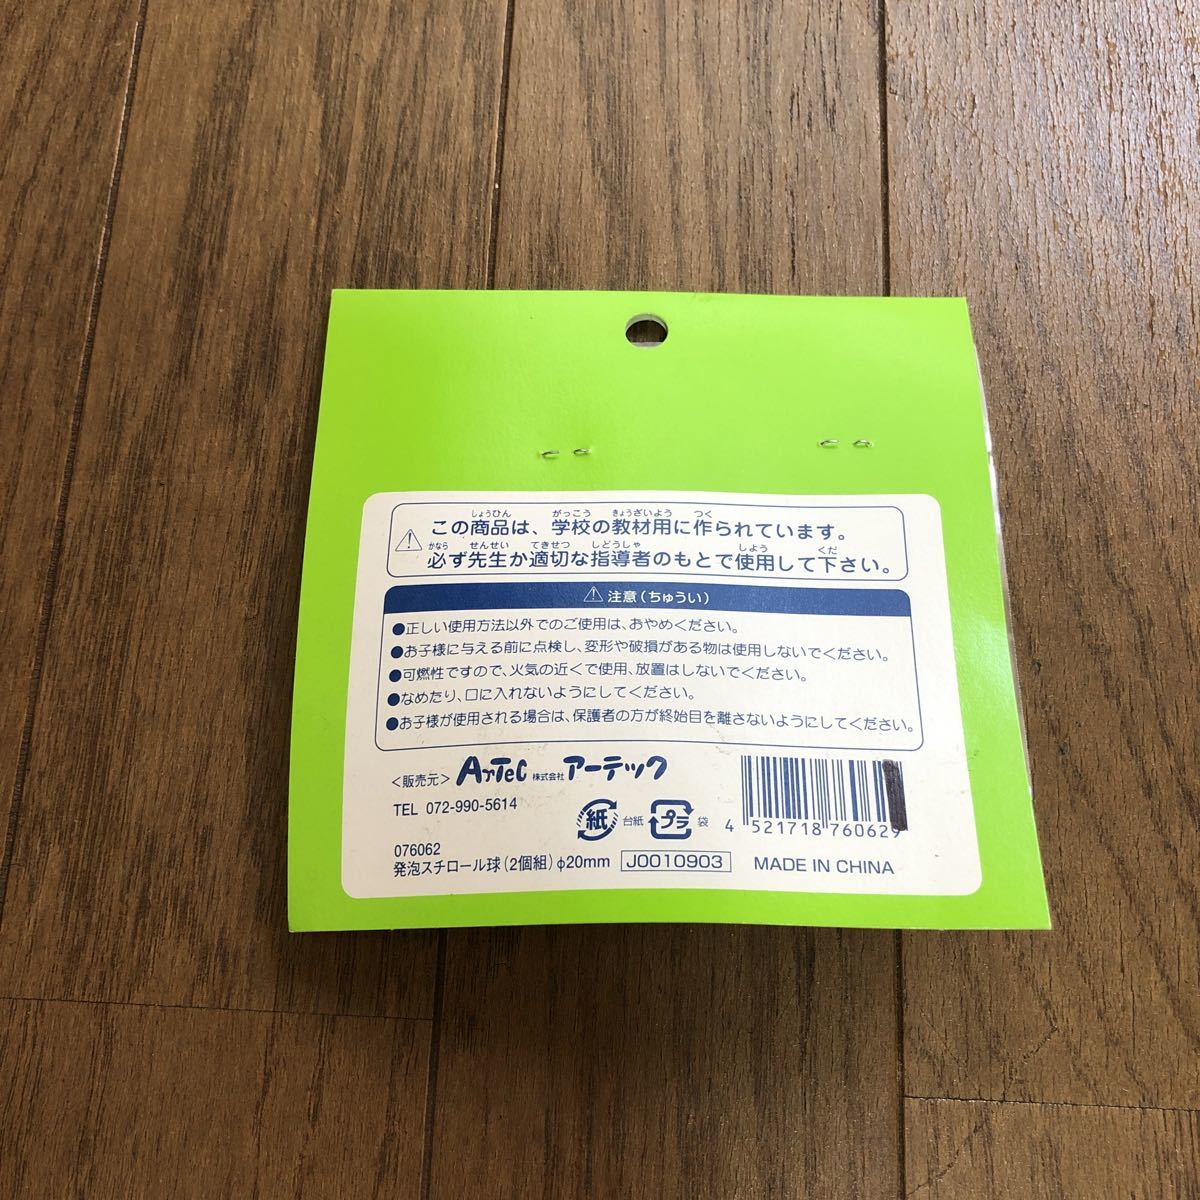 この商品は、学校の教材用に作られています。
必ず先生か適切な指導者のもとで使用して下さい。
注意(ちゅうい)
●正しい使用方法以外でのご使用は、おやめください。
●お子様に与える前に点検し、変形や破損がある物は使用しないでください。
●可燃性ですので、火気の近くで使用、放置はしないでください。
●なめたり、口に入れないようにしてください。
●お子様が使用される場合は、保護者の方が終始目を離さないようにしてください。
<販売元> ArTeC 株式会社 アーテック
TEL 072-990-5614
紙 台紙 プラ 袋
4 521718 760629
076062
発泡スチロール球(2個組)φ20mm J0010903 MADE IN CHINA